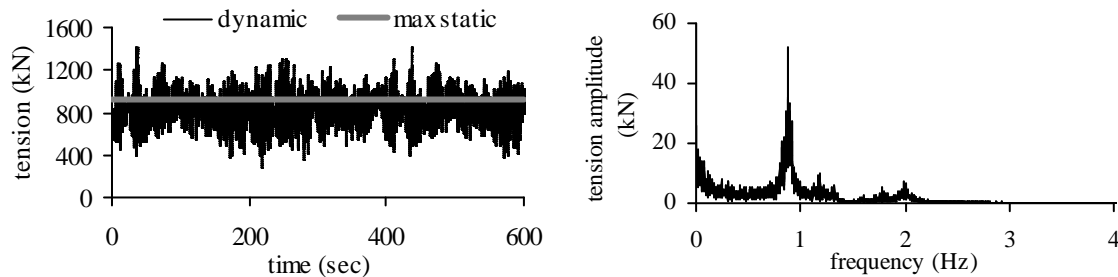 dynamic
max static
tension (kN)
1600
1200
800
400
0
0
200
400
600
time (sec)
tension amplitude
(kN)
60
40
20
0
0
1
2
3
4
frequency (Hz)